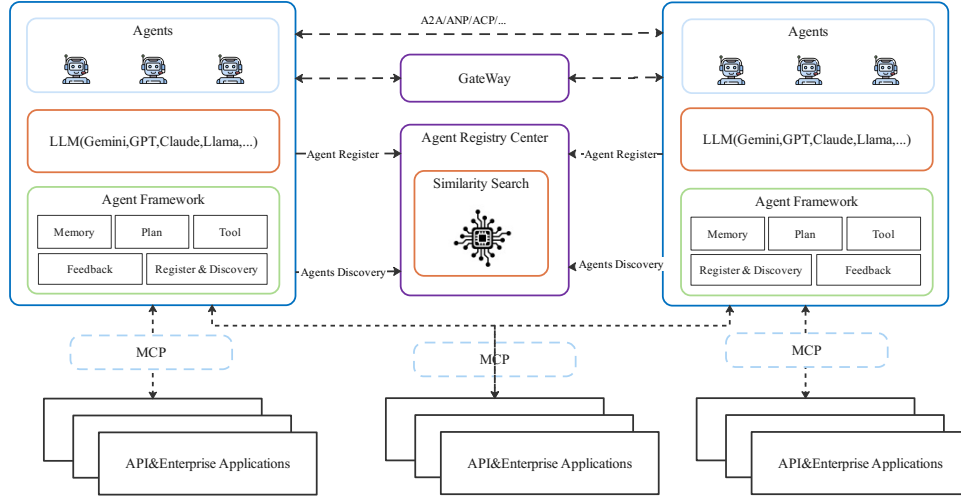 A2A/ANP/ACP/...
Agents
GateWay
Agents
LLM(Gemini,GPT,Claude,Llama,...)
Agent Registry Center
LLM(Gemini,GPT,Claude,Llama,...)
Agent Register
Agent Register
Similarity Search
Agent Framework
Memory
Plan
Tool
Feedback
Register & Discovery
Agents Discovery
Agents Discovery
Agent Framework
Memory
Plan
Tool
Register & Discovery
Feedback
MCP
MCP
MCP
API&Enterprise Applications
API&Enterprise Applications
API&Enterprise Applications